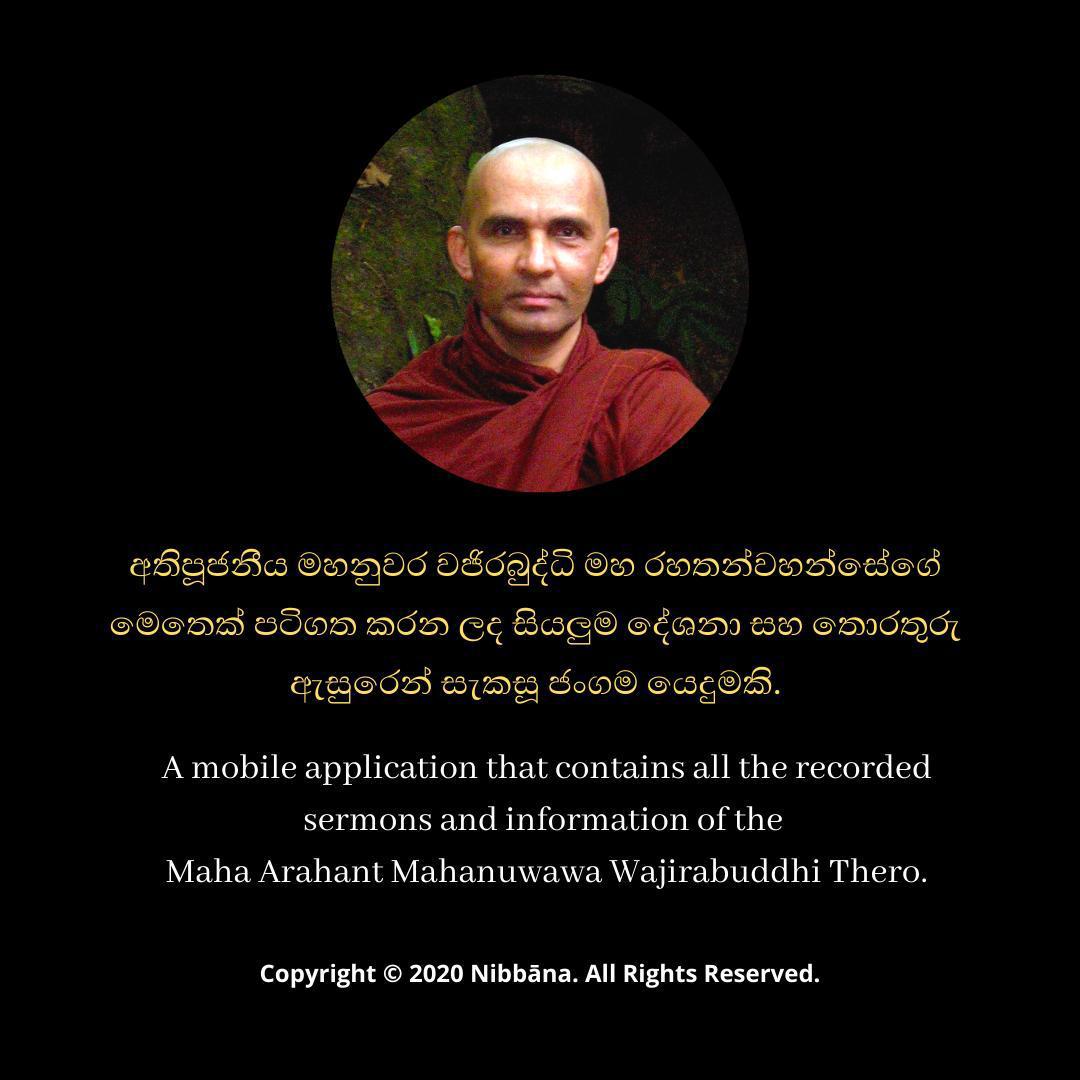 අතිපූජනීය මහනුවර වජිරබුද්ධි මහ රහතන්වහන්සේගේ
මෙතෙක් පටිගත කරන ලද සියලුම දේශනා සහ තොරතුරු
ඇසුරෙන් සැකසූ ජංගම යෙදුමකි.
A mobile application that contains all the recorded
sermons and information of the
Maha Arahant Mahanuwawa Wajirabuddhi Thero.
Copyright © 2020 Nibbāna. All Rights Reserved.